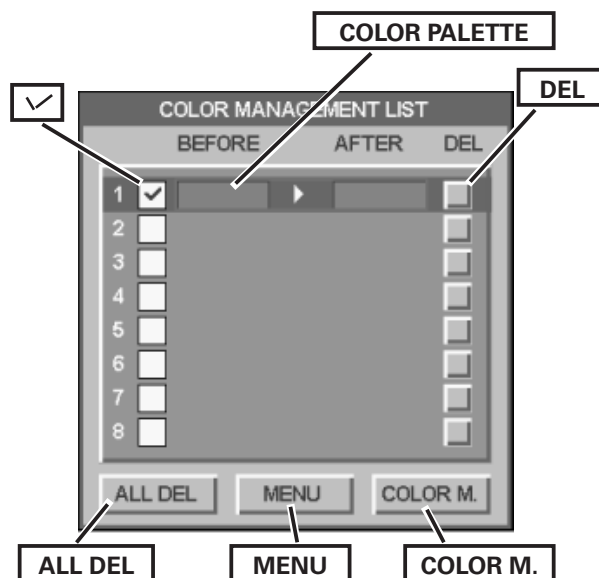 COLOR PALETTE
✓ DEL
COLOR MANAGEMENT LIST
BEFORE AFTER DEL
1 ✓
2
3
4
5
6
7
8
ALL DEL MENU COLOR M.
ALL DEL MENU COLOR M.